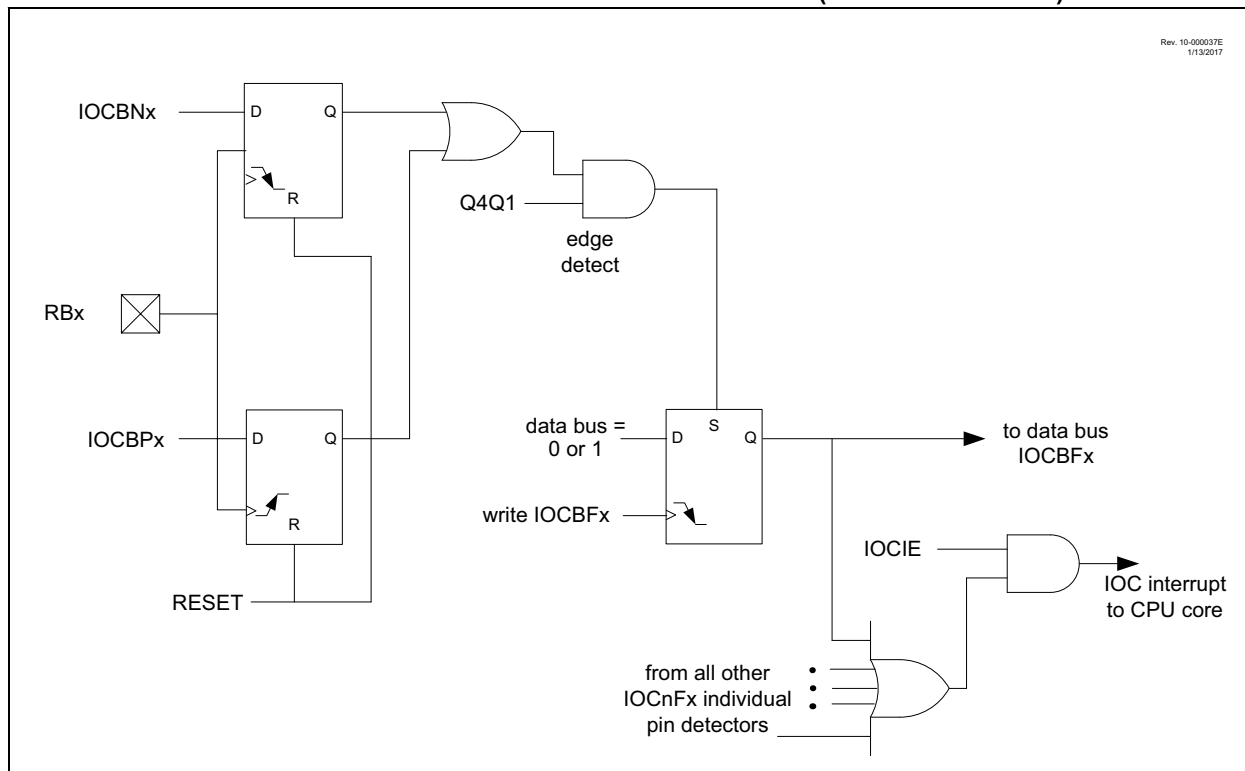 Rev. 10-000037E
1/13/2017
IOCBNx
D
Q
R
RBx
IOCBPx
D
Q
R
RESET
Q4Q1
edge
detect
data bus =
0 or 1
D
S
Q
write IOCBFx
to data bus
IOCBFx
IOCIE
IOC interrupt
to CPU core
from all other
IOCnFx individual
pin detectors